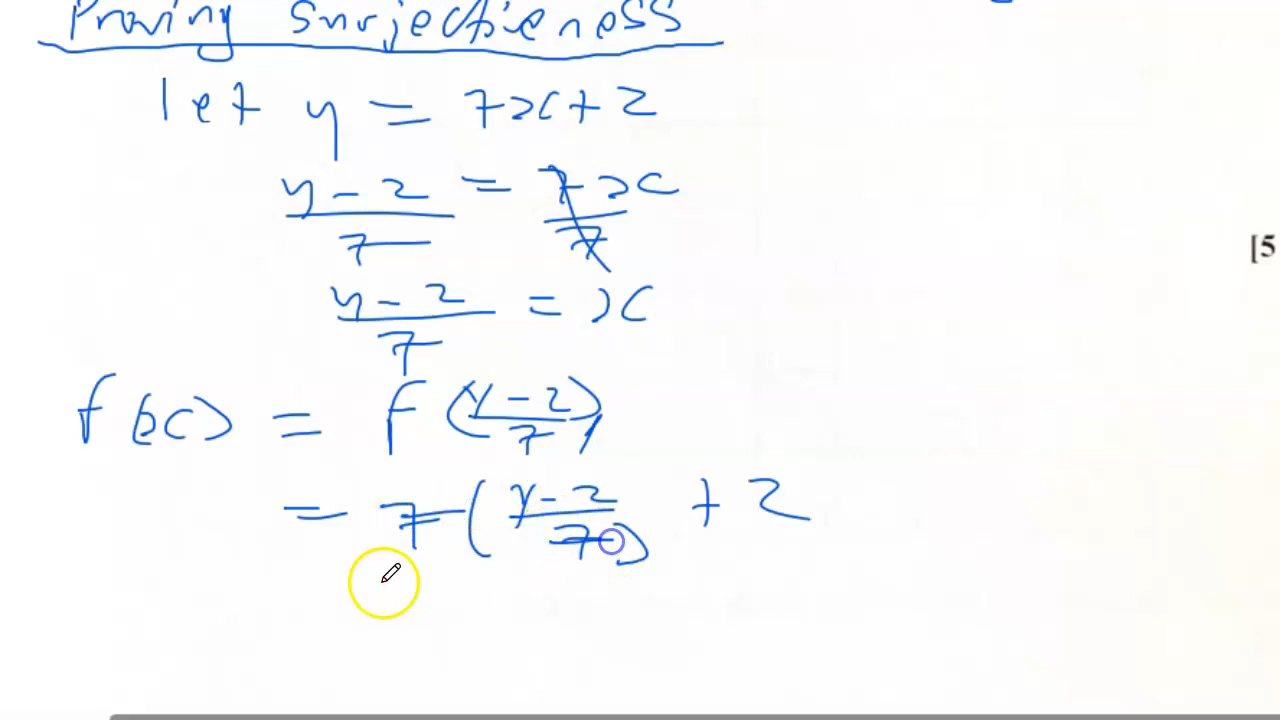 Proving Surjectiveness
let y = 7x + 2
y - 2 / 7 = 7x / 7
y - 2 / 7 = x
[5
f(x) = f(y - 2 / 7)
= 7(y - 2 / 7) + 2